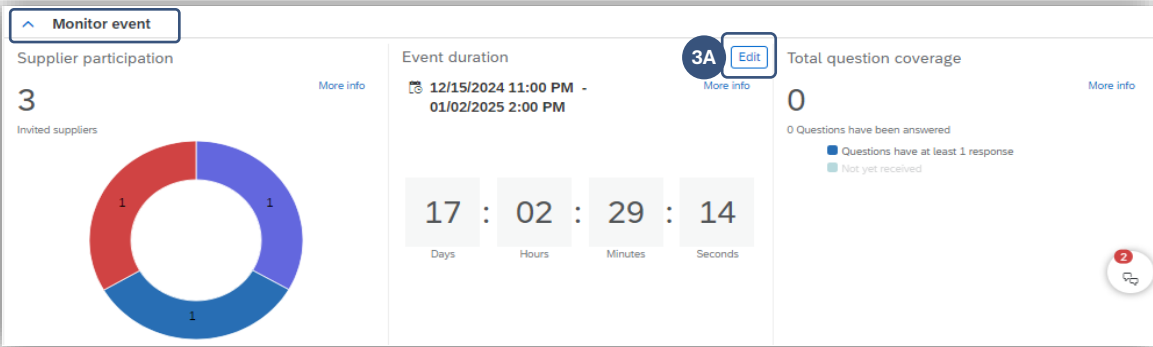 Monitor event
Supplier participation
More info
3
Invited suppliers
1
1
1
Event duration
3A
Edit
12/15/2024 11:00 PM -
01/02/2025 2:00 PM
More info
17 : 02 : 29 : 14
Days Hours Minutes Seconds
Total question coverage
More info
0
0 Questions have been answered
Questions have at least 1 response
Not yet received
2